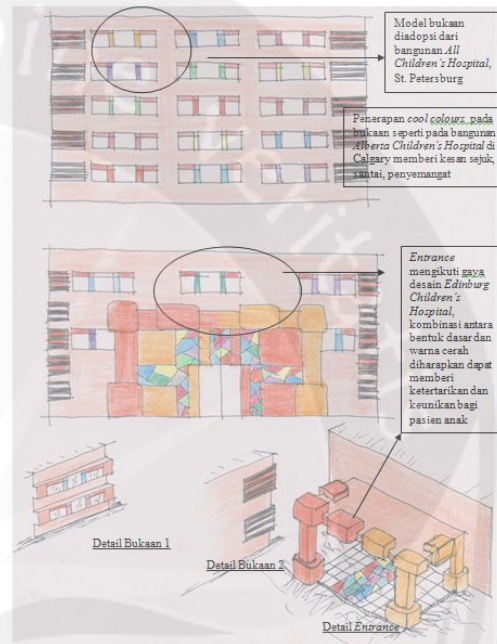 Model bukaan
diadopsi dari
bangunan All
Children's Hospital,
St. Petersburg
Penerapan cool colours pada
bukaan seperti pada bangunan
Alberta Children's Hospital di
Calgary memberi kesan sejuk,
santai, penyemangat
Entrance
mengikuti gaya
desain Edinburg
Children's
Hospital,
kombinasi antara
bentuk dasar dan
warna cerah
diharapkan dapat
memberi
ketertarikan dan
keunikan bagi
pasien anak
Detail Bukaan 1
Detail Bukaan 2
Detail Entrance